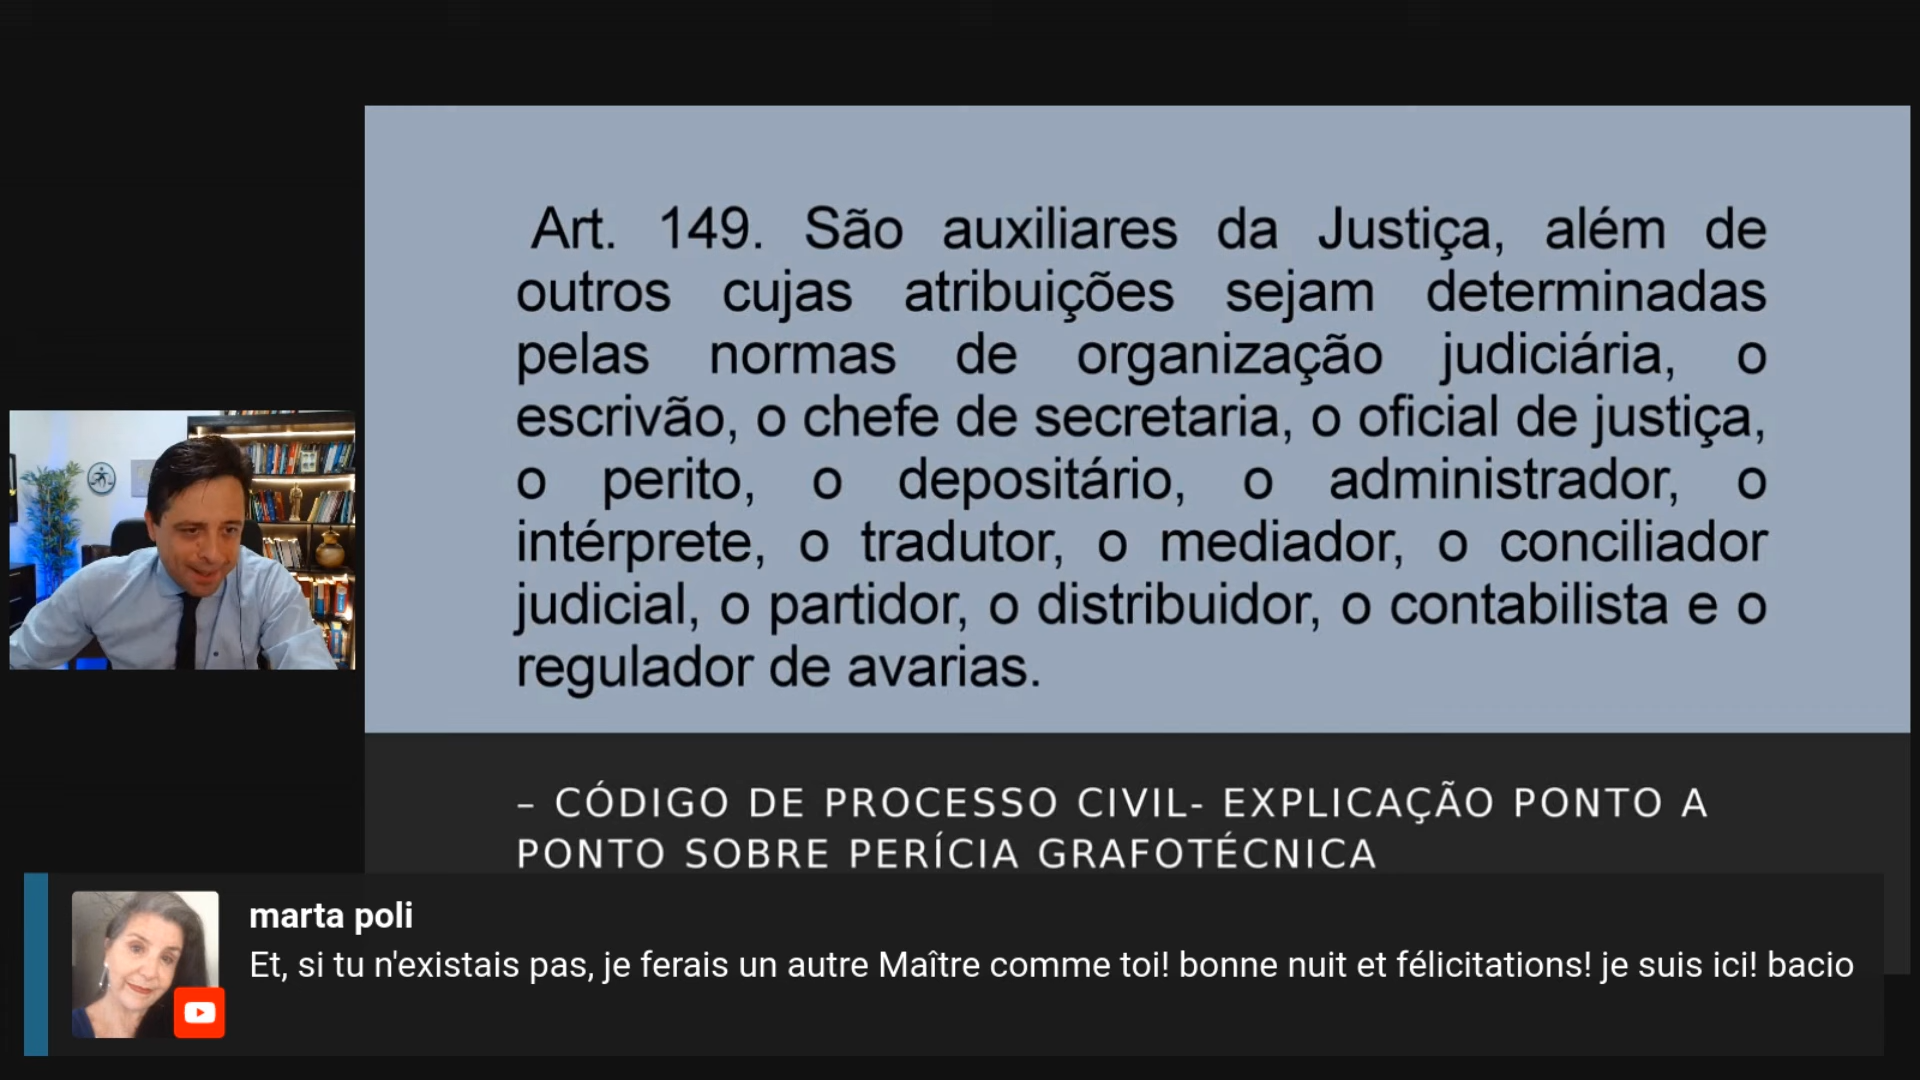 Art. 149. São auxiliares da Justiça, além de
outros cujas atribuições sejam determinadas
pelas normas de organização judiciária, o
escrivão, o chefe de secretaria, o oficial de justiça,
o perito, o depositário, o administrador, o
intérprete, o tradutor, o mediador, o conciliador
judicial, o partidor, o distribuidor, o contabilista e o
regulador de avarias.
– CÓDIGO DE PROCESSO CIVIL- EXPLICAÇÃO PONTO A
PONTO SOBRE PERÍCIA GRAFOTÉCNICA
marta poli
Et, si tu n'existais pas, je ferais un autre Maître comme toi! bonne nuit et félicitations! je suis ici! bacio